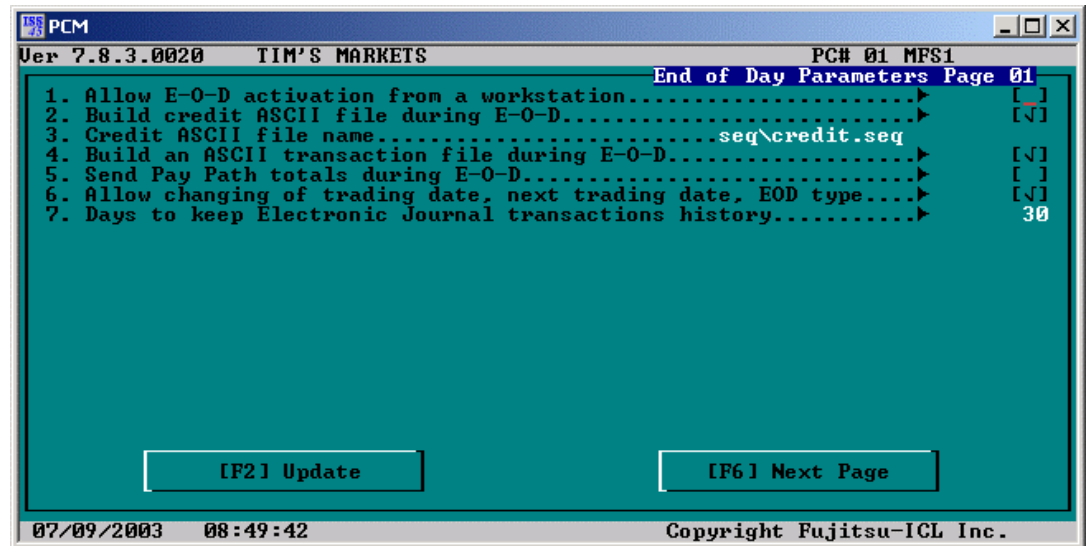 ISS 45 PCM
Ver 7.8.3.0020 TIM'S MARKETS PC# 01 MFS1
End of Day Parameters Page 01
1. Allow E-O-D activation from a workstation......................► [_]
2. Build credit ASCII file during E-O-D...........................► [√]
3. Credit ASCII file name.........................seq\credit.seq
4. Build an ASCII transaction file during E-O-D...................► [√]
5. Send Pay Path totals during E-O-D..............................► [ ]
6. Allow changing of trading date, next trading date, EOD type....► [√]
7. Days to keep Electronic Journal transactions history...........► 30
[F2] Update [F6] Next Page
07/09/2003 08:49:42 Copyright Fujitsu-ICL Inc.